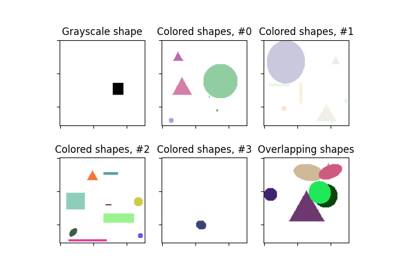 Grayscale shape
Colored shapes, #0
Colored shapes, #1
Colored shapes, #2
Colored shapes, #3
Overlapping shapes